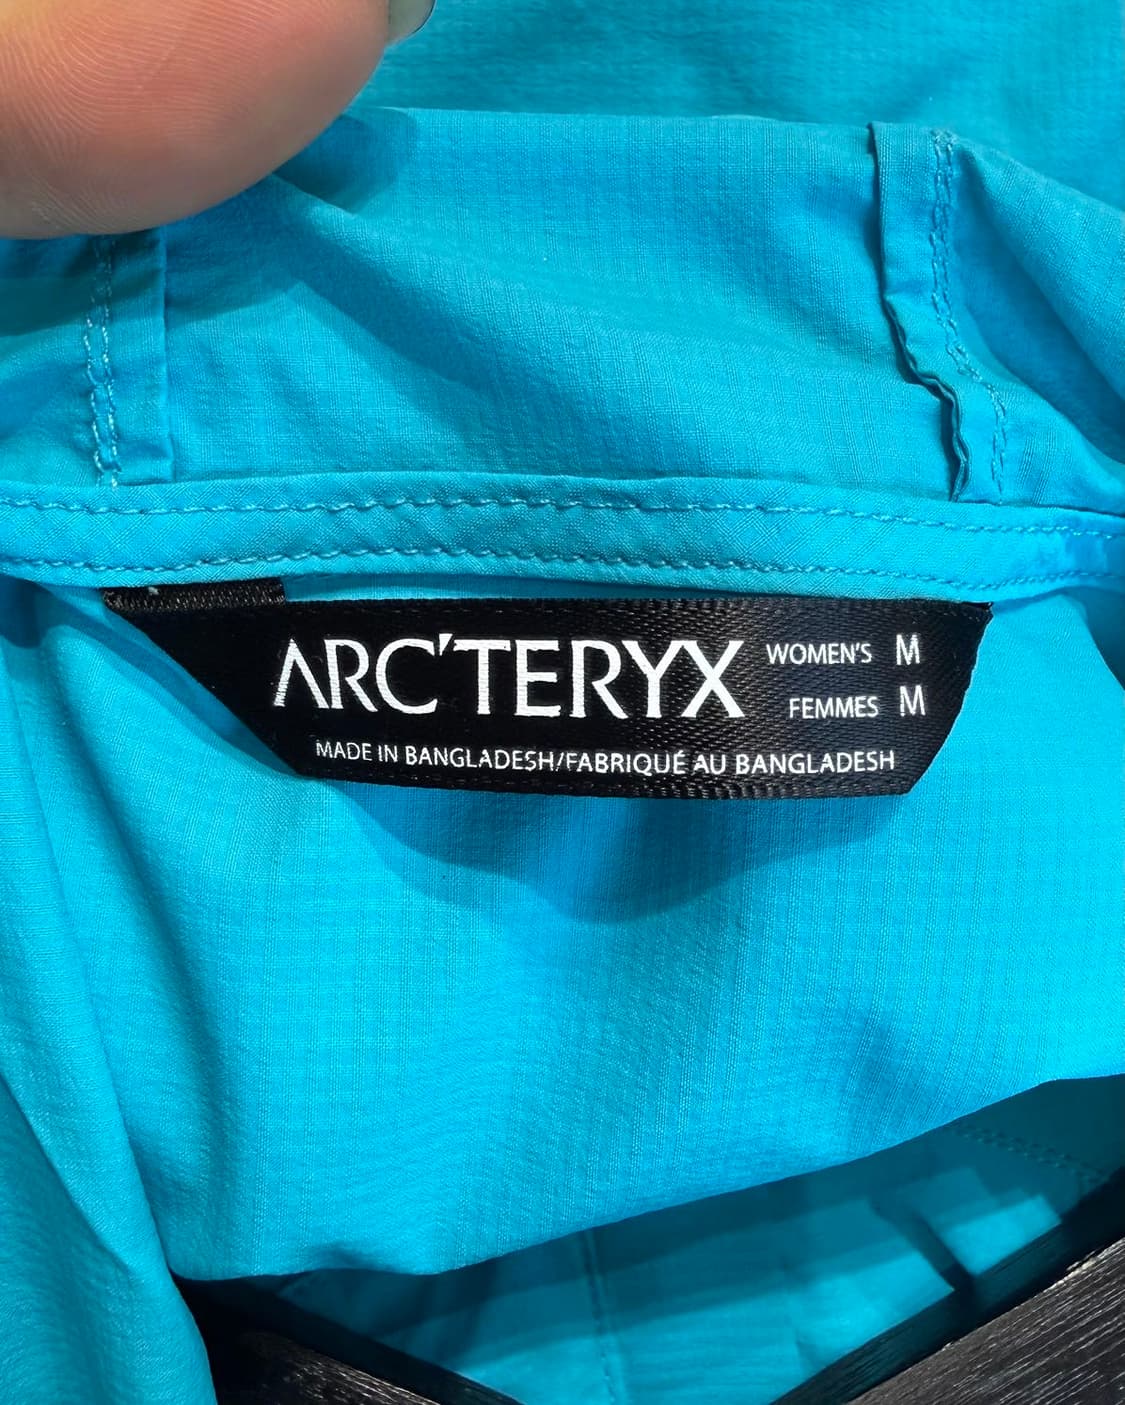 ARC'TERYX WOMEN'S M
FEMMES M
MADE IN BANGLADESH/FABRIQUÉ AU BANGLADESH